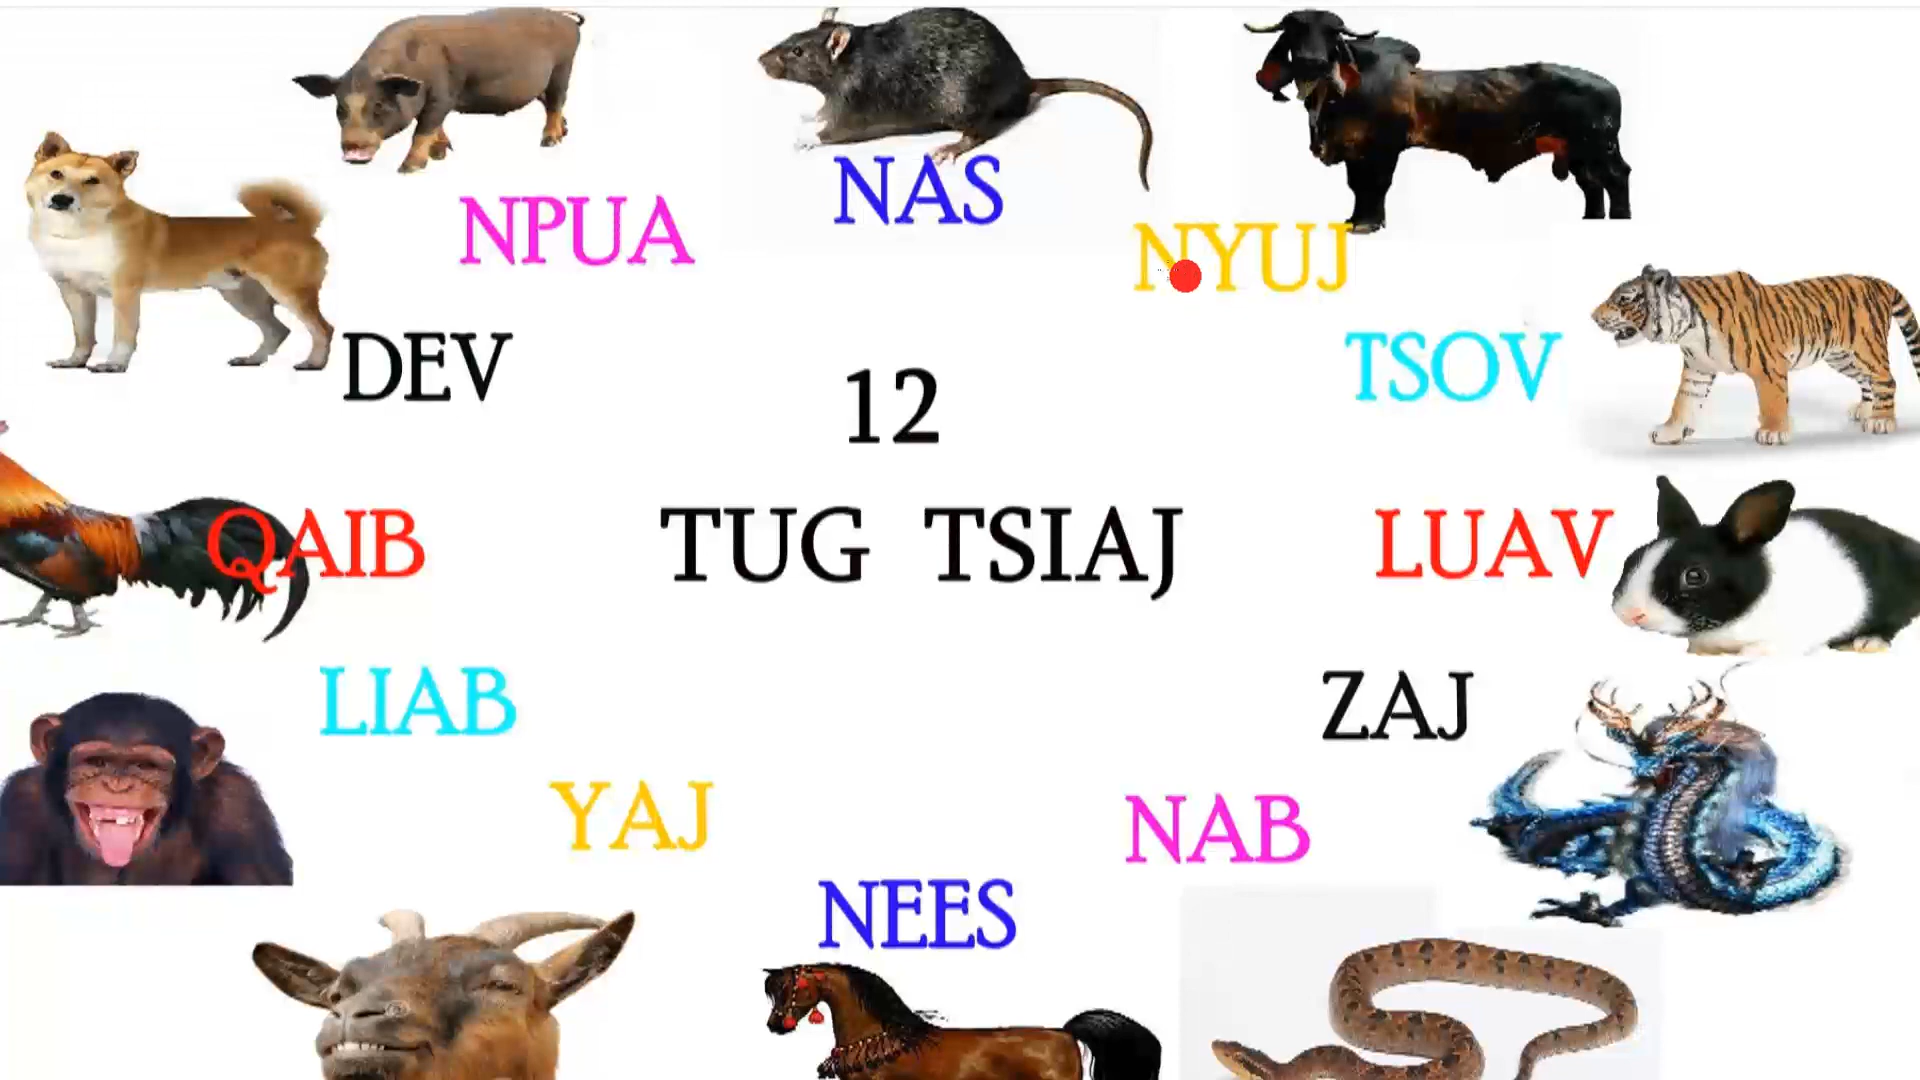 NAS
NPUA
NYUJ
DEV
TSOV
12
QAIB
TUG TSIAJ
LUAV
LIAB
ZAJ
YAJ
NAB
NEES